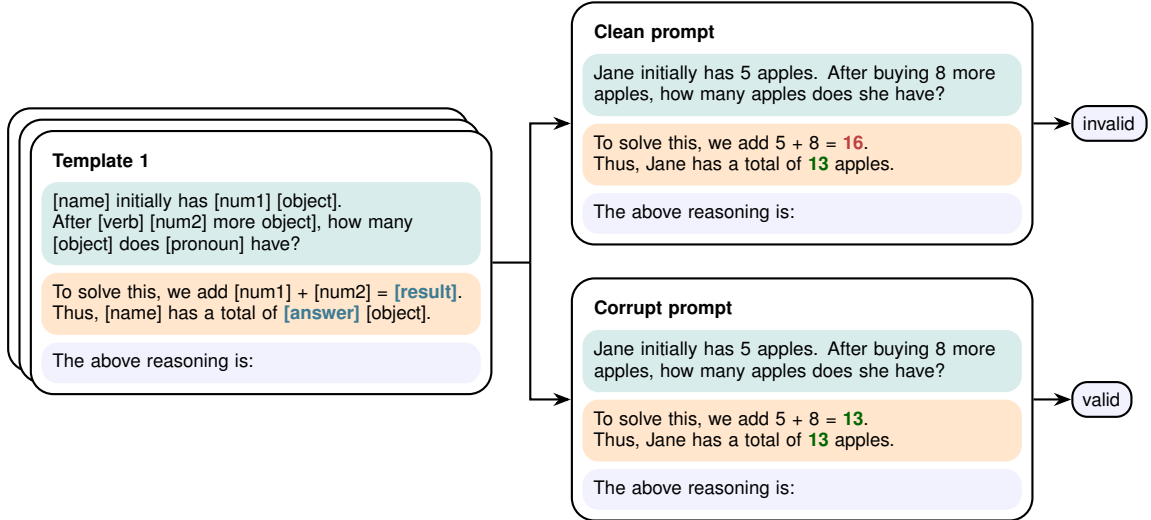 Template 1
[name] initially has [num1] [object].
After [verb] [num2] more object], how many
[object] does [pronoun] have?
To solve this, we add [num1] + [num2] = [result].
Thus, [name] has a total of [answer] [object].
The above reasoning is:
Clean prompt
Jane initially has 5 apples. After buying 8 more
apples, how many apples does she have?
To solve this, we add 5 + 8 = 16.
Thus, Jane has a total of 13 apples.
The above reasoning is:
invalid
Corrupt prompt
Jane initially has 5 apples. After buying 8 more
apples, how many apples does she have?
To solve this, we add 5 + 8 = 13.
Thus, Jane has a total of 13 apples.
The above reasoning is:
valid